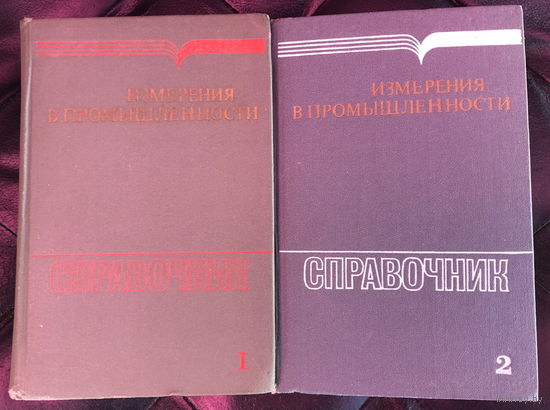 ИЗМЕРЕНИЯ
В ПРОМЫШЛЕННОСТИ
СПРАВОЧНИК
1
ИЗМЕРЕНИЯ
В ПРОМЫШЛЕННОСТИ
СПРАВОЧНИК
2